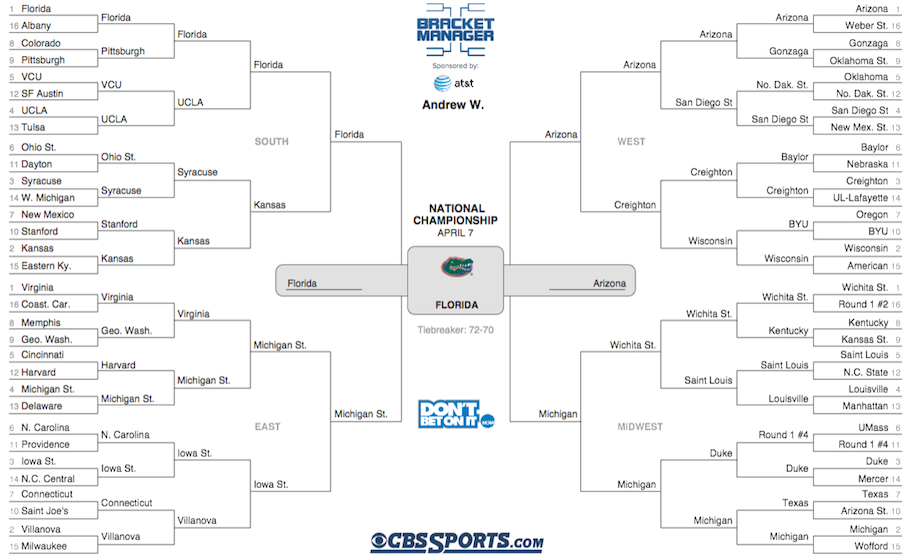 1 Florida
16 Albany
8 Colorado
9 Pittsburgh
5 VCU
12 SF Austin
4 UCLA
13 Tulsa
6 Ohio St.
11 Dayton
3 Syracuse
14 W. Michigan
7 New Mexico
10 Stanford
2 Kansas
15 Eastern Ky.
Florida
Pittsburgh
VCU
UCLA
Ohio St.
Syracuse
Stanford
Kansas
Florida
UCLA
Syracuse
Kansas
Florida
Kansas
SOUTH
Florida
1 Virginia
16 Coast. Car.
8 Memphis
9 Geo. Wash.
5 Cincinnati
12 Harvard
4 Michigan St.
13 Delaware
6 N. Carolina
11 Providence
3 Iowa St.
14 N.C. Central
7 Connecticut
10 Saint Joe's
2 Villanova
15 Milwaukee
Virginia
Geo. Wash.
Harvard
Michigan St.
N. Carolina
Iowa St.
Connecticut
Villanova
Virginia
Michigan St.
Iowa St.
Villanova
Michigan St.
Iowa St.
EAST
Michigan St.
BRACKET
MANAGER
Sponsored by:
at&t
Andrew W.
NATIONAL
CHAMPIONSHIP
APRIL 7
Florida
FLORIDA
Arizona
Tiebreaker: 72-70
DON'T
BET ON IT
NCAA
CBSSPORTS.COM
Arizona 1
Weber St. 16
Gonzaga 8
Oklahoma St. 9
Oklahoma 5
No. Dak. St. 12
San Diego St 4
New Mex. St. 13
Baylor 6
Nebraska 11
Creighton 3
UL-Lafayette 14
Oregon 7
BYU 10
Wisconsin 2
American 15
Arizona
Gonzaga
No. Dak. St.
San Diego St
Baylor
Creighton
BYU
Wisconsin
Arizona
San Diego St
Creighton
Wisconsin
Arizona
Creighton
WEST
Arizona
Wichita St. 1
Round 1 #2 16
Kentucky 8
Kansas St. 9
Saint Louis 5
N.C. State 12
Louisville 4
Manhattan 13
UMass 6
Round 1 #4 11
Duke 3
Mercer 14
Texas 7
Arizona St. 10
Michigan 2
Wofford 15
Wichita St.
Kentucky
Saint Louis
Louisville
Round 1 #4
Duke
Texas
Michigan
Wichita St.
Saint Louis
Duke
Michigan
Wichita St.
Michigan
MIDWEST
Michigan